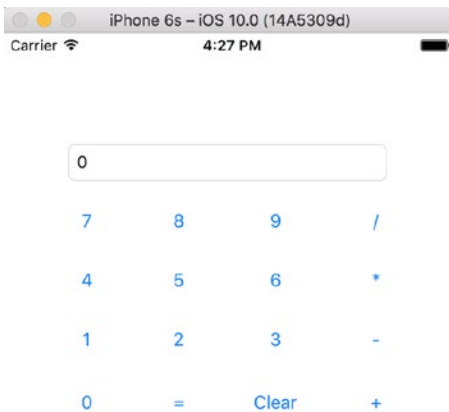 iPhone 6s – iOS 10.0 (14A5309d)
Carrier 4:27 PM
0
7 8 9 /
4 5 6 *
1 2 3 -
0 = Clear +